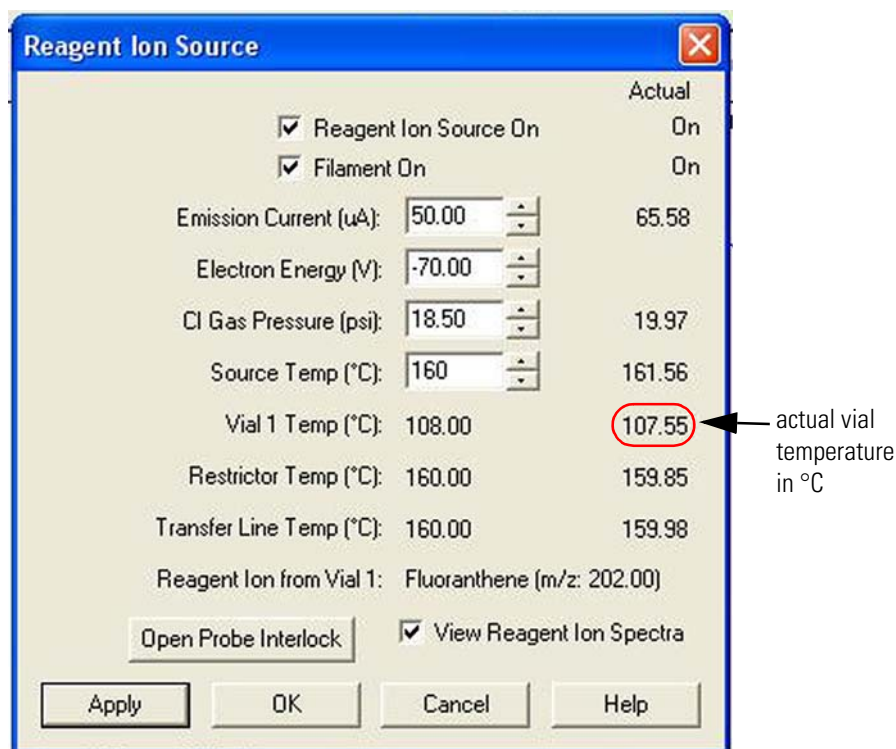 Reagent Ion Source
Actual
Reagent Ion Source On On
Filament On On
Emission Current (uA): 50.00 65.58
Electron Energy (V): -70.00
CI Gas Pressure (psi): 18.50 19.97
Source Temp (°C): 160 161.56
Vial 1 Temp (°C): 108.00 107.55 actual vial
temperature
in °C
Restrictor Temp (°C): 160.00 159.85
Transfer Line Temp (°C): 160.00 159.98
Reagent Ion from Vial 1: Fluoranthene (m/z: 202.00)
Open Probe Interlock View Reagent Ion Spectra
Apply OK Cancel Help